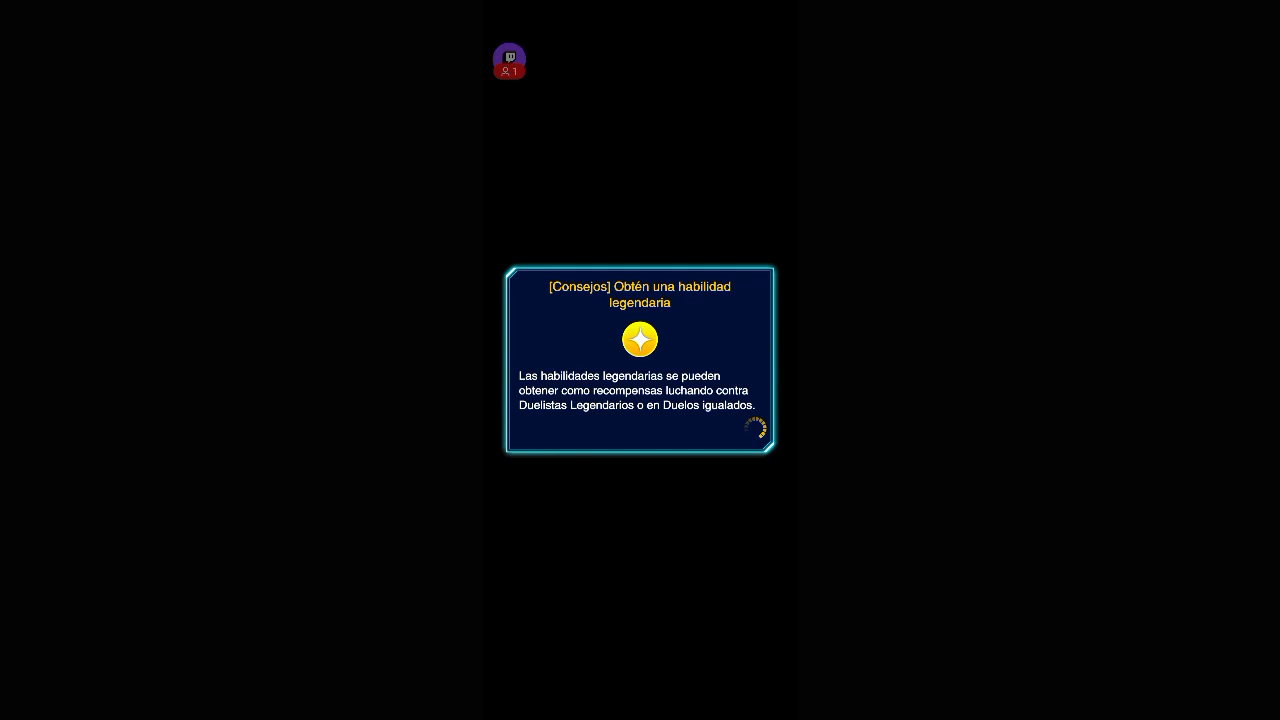 1
[Consejos] Obtén una habilidad
legendaria
Las habilidades legendarias se pueden
obtener como recompensas luchando contra
Duelistas Legendarios o en Duelos igualados.